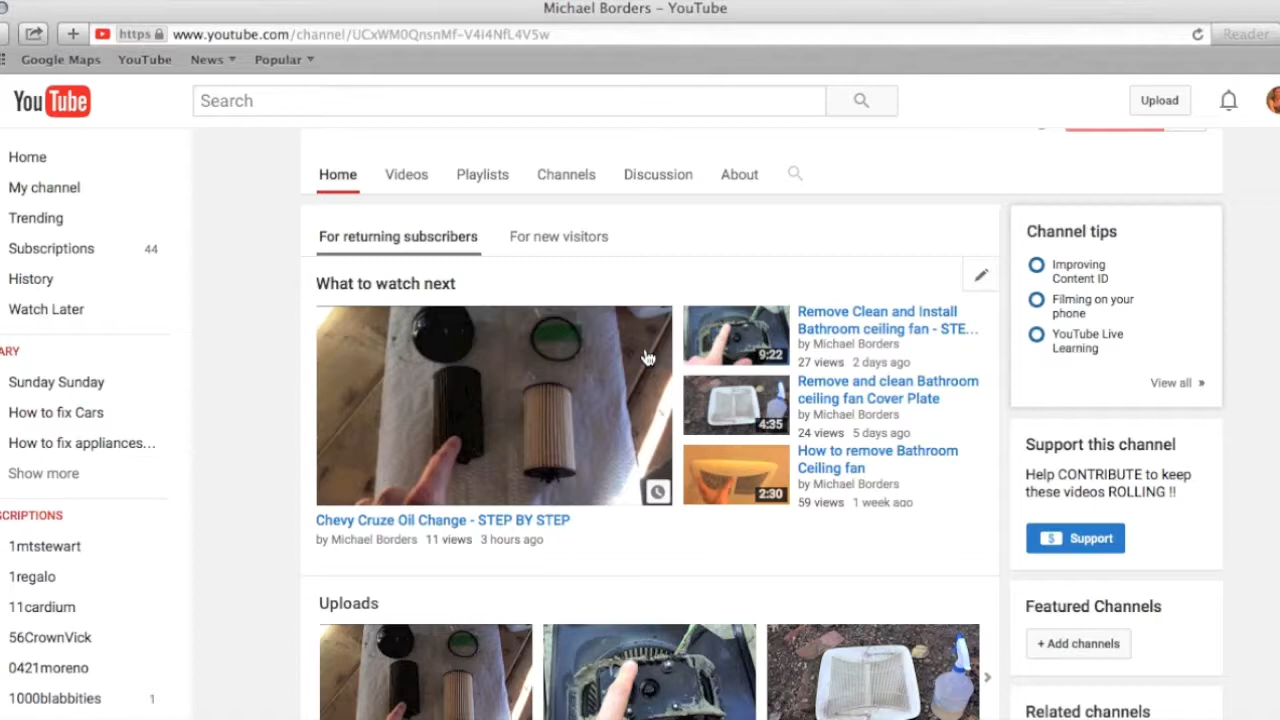 Michael Borders – YouTube
https www.youtube.com/channel/UCxWM0QnsnMf-V4i4NfL4V5w Reader
Google Maps YouTube News Popular
YouTube Search Upload
Home
My channel
Trending
Subscriptions 44
History
Watch Later
ARY
Sunday Sunday
How to fix Cars
How to fix appliances...
Show more
SCRIPTIONS
1mtstewart
1regalo
11cardium
56CrownVick
0421moreno
1000blabbities 1
Home Videos Playlists Channels Discussion About
For returning subscribers For new visitors
What to watch next
Chevy Cruze Oil Change - STEP BY STEP
by Michael Borders 11 views 3 hours ago
9:22
Remove Clean and Install
Bathroom ceiling fan - STE...
by Michael Borders
27 views 2 days ago
4:35
Remove and clean Bathroom
ceiling fan Cover Plate
by Michael Borders
24 views 5 days ago
2:30
How to remove Bathroom
Ceiling fan
by Michael Borders
59 views 1 week ago
Uploads
Channel tips
Improving
Content ID
Filming on your
phone
YouTube Live
Learning
View all »
Support this channel
Help CONTRIBUTE to keep
these videos ROLLING !!
$ Support
Featured Channels
+ Add channels
Related channels